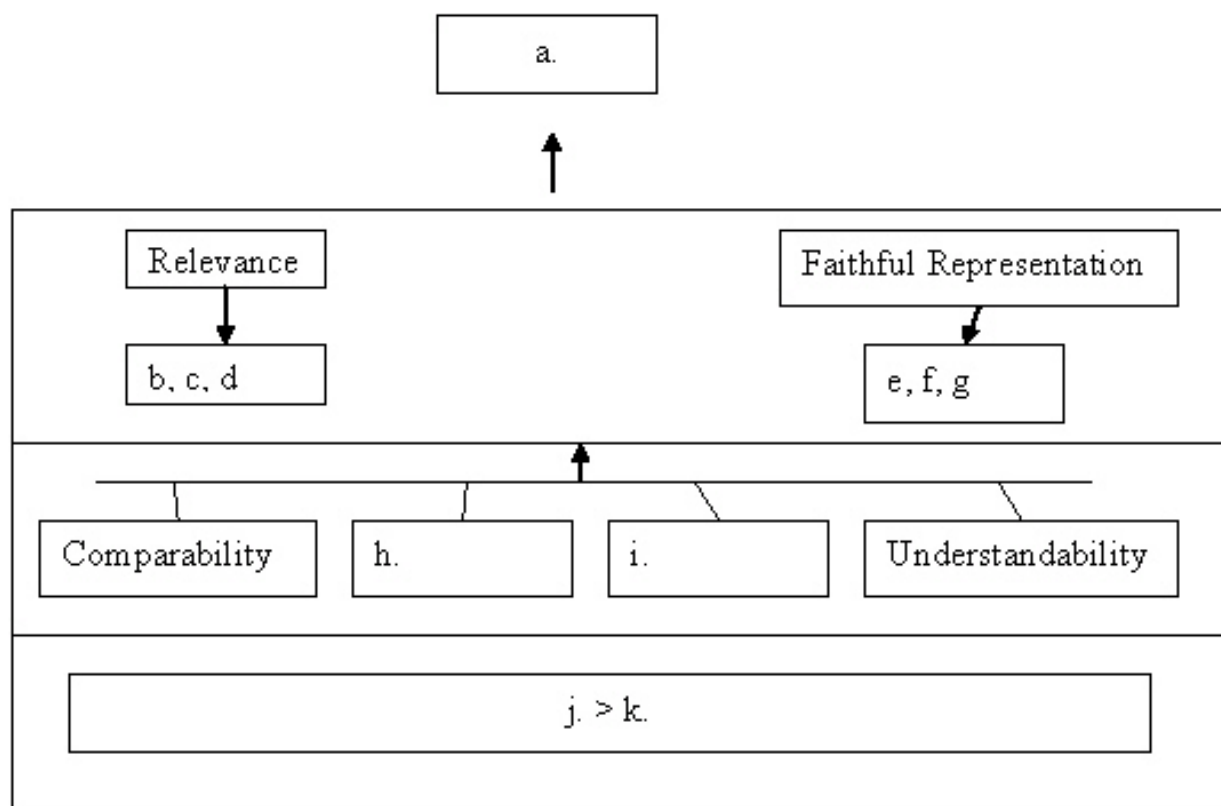 a.
Relevance
Faithful Representation
b, c, d
e, f, g
Comparability
h.
i.
Understandability
j. > k.